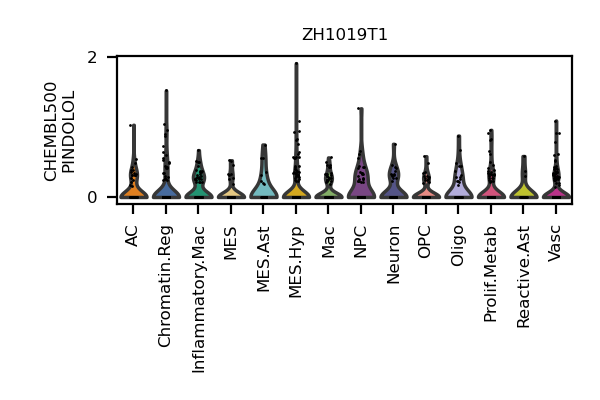 ZH1019T1
CHEMBL500
PINDOLOL
2
0
AC
Chromatin.Reg
Inflammatory.Mac
MES
MES.Ast
MES.Hyp
Mac
NPC
Neuron
OPC
Oligo
Prolif.Metab
Reactive.Ast
Vasc